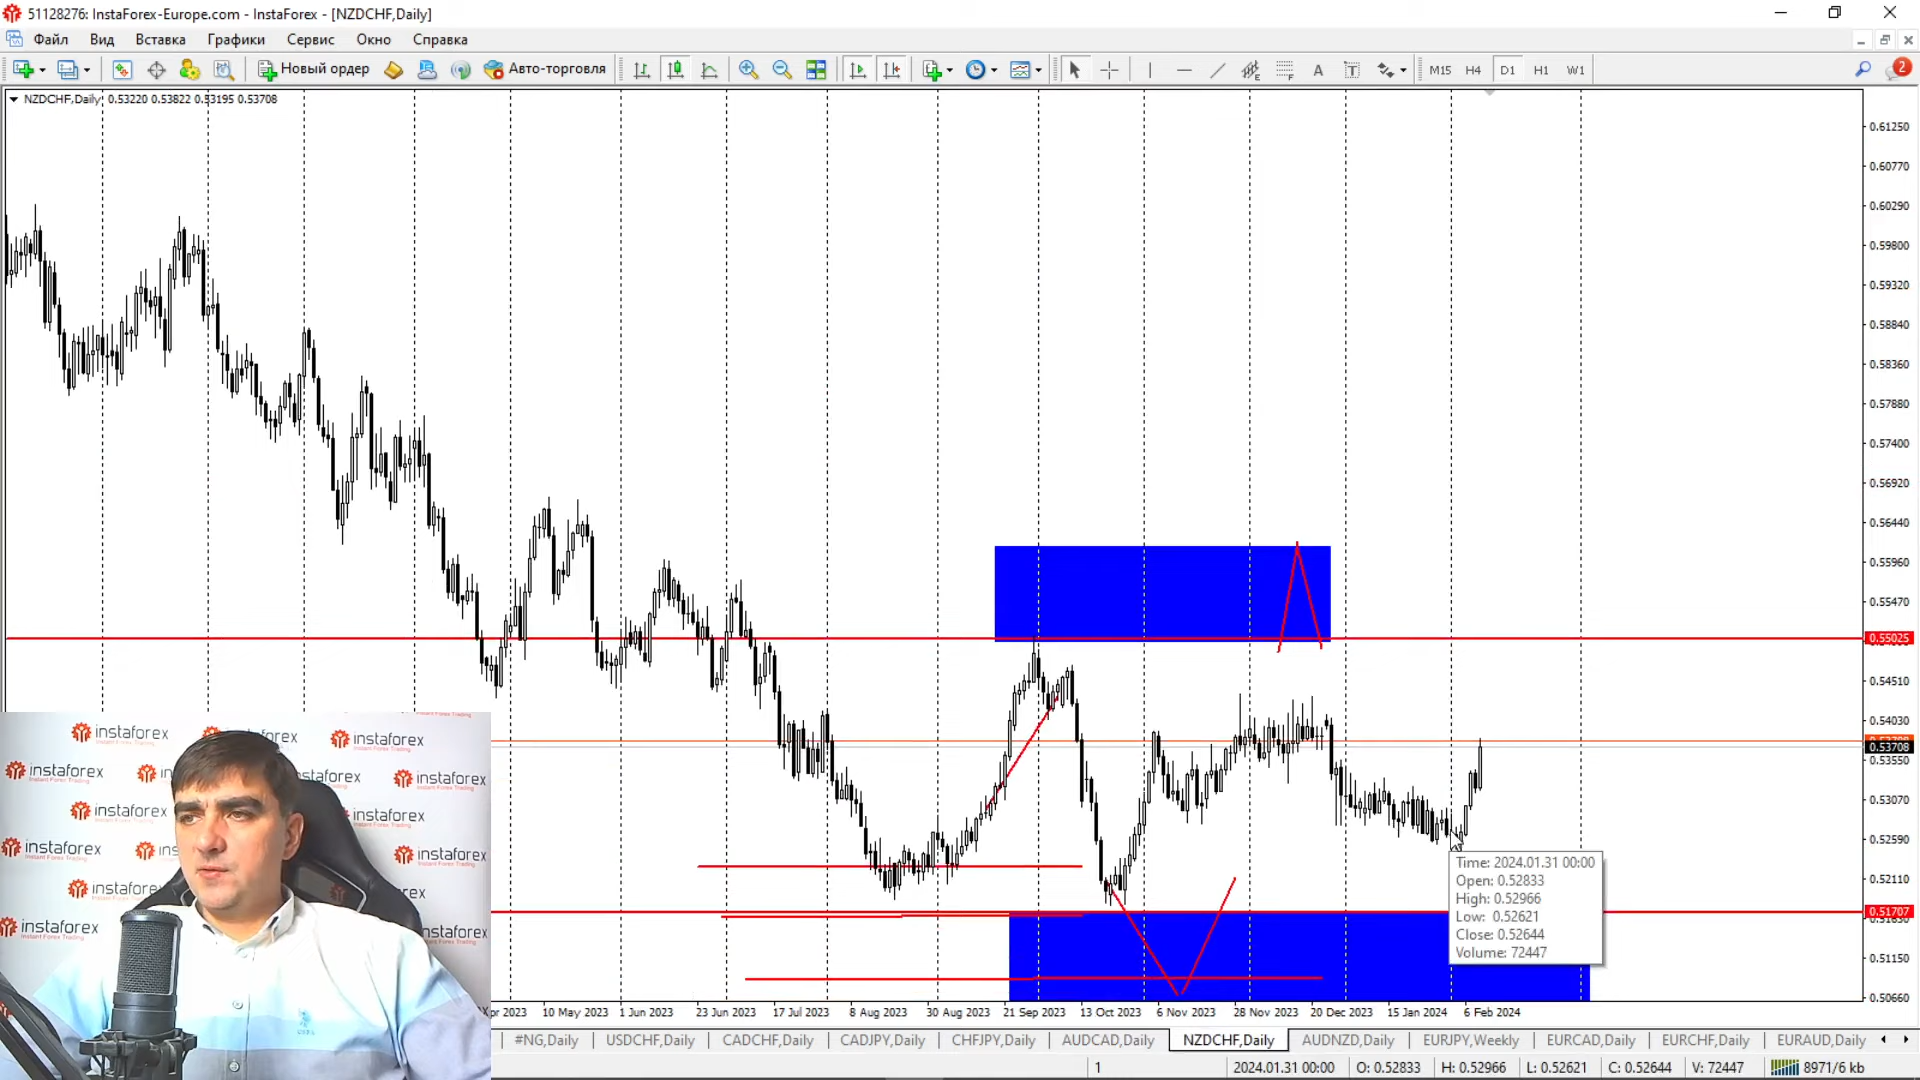 51128276: InstaForex-Europe.com - InstaForex - [NZDCHF,Daily]
Файл Вид Вставка Графики Сервис Окно Справка
Новый ордер Авто-торговля A T M15 H4 D1 H1 W1 2
NZDCHF,Daily 0.53220 0.53822 0.53195 0.53708
0.61250
0.60770
0.60290
0.59800
0.59320
0.58840
0.58360
0.57880
0.57400
0.56920
0.56440
0.55960
0.55470
0.55025
0.54510
0.54030
0.53708
0.53550
0.53070
0.52590
0.52110
0.51707
0.51150
0.50660
Time: 2024.01.31 00:00
Open: 0.52833
High: 0.52966
Low: 0.52621
Close: 0.52644
Volume: 72447
instaforex
instaforex
instaforex
Instant Forex Trading
10 May 2023 1 Jun 2023 23 Jun 2023 17 Jul 2023 8 Aug 2023 30 Aug 2023 21 Sep 2023 13 Oct 2023 6 Nov 2023 28 Nov 2023 20 Dec 2023 15 Jan 2024 6 Feb 2024
#NG,Daily USDCHF,Daily CADCHF,Daily CADJPY,Daily CHFJPY,Daily AUDCAD,Daily NZDCHF,Daily AUDNZD,Daily EURJPY,Weekly EURCAD,Daily EURCHF,Daily EURAUD,Daily
1 2024.01.31 00:00 O: 0.52833 H: 0.52966 L: 0.52621 C: 0.52644 V: 72447 8971/6 kb